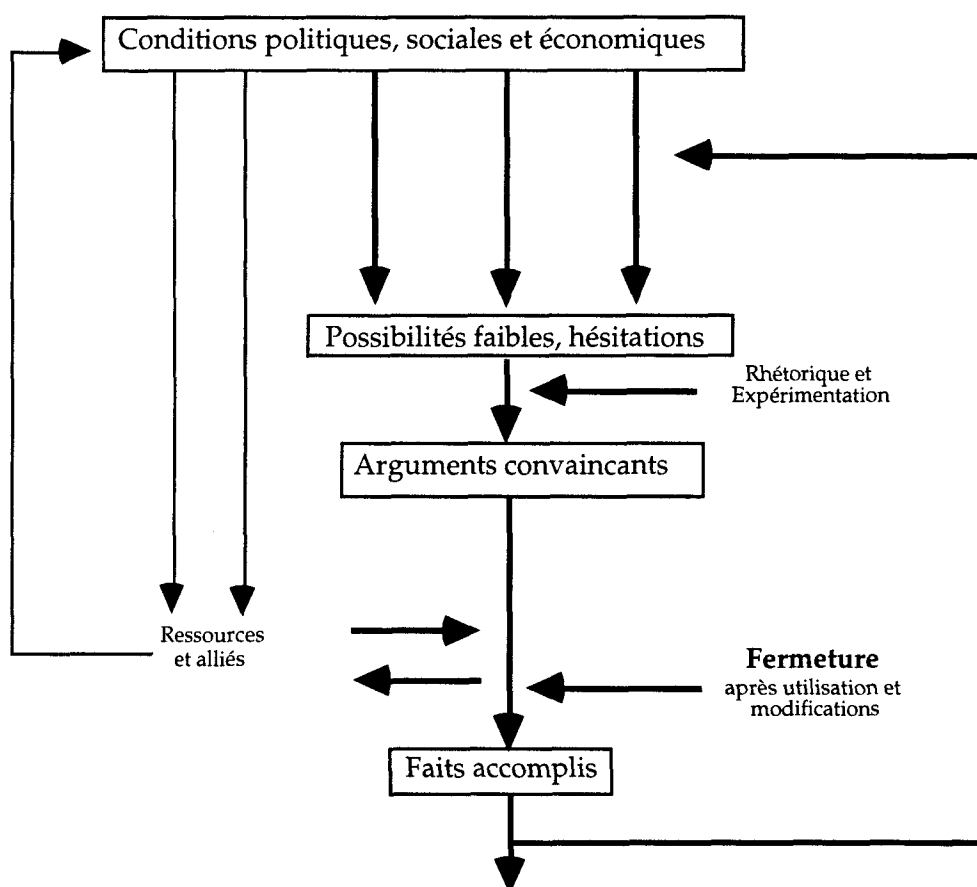 Conditions politiques, sociales et économiques
Possibilités faibles, hésitations
Rhétorique et
Expérimentation
Arguments convaincants
Ressources
et alliés
Fermeture
après utilisation et
modifications
Faits accomplis